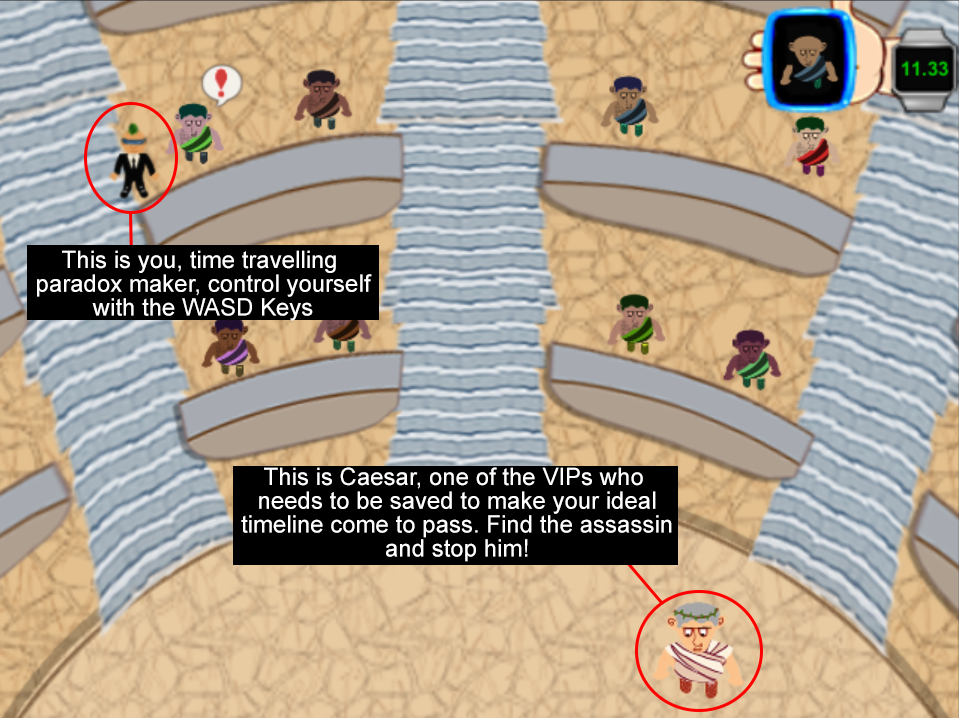 11.33
This is you, time travelling
paradox maker, control yourself
with the WASD Keys
This is Caesar, one of the VIPs who
needs to be saved to make your ideal
timeline come to pass. Find the assassin
and stop him!